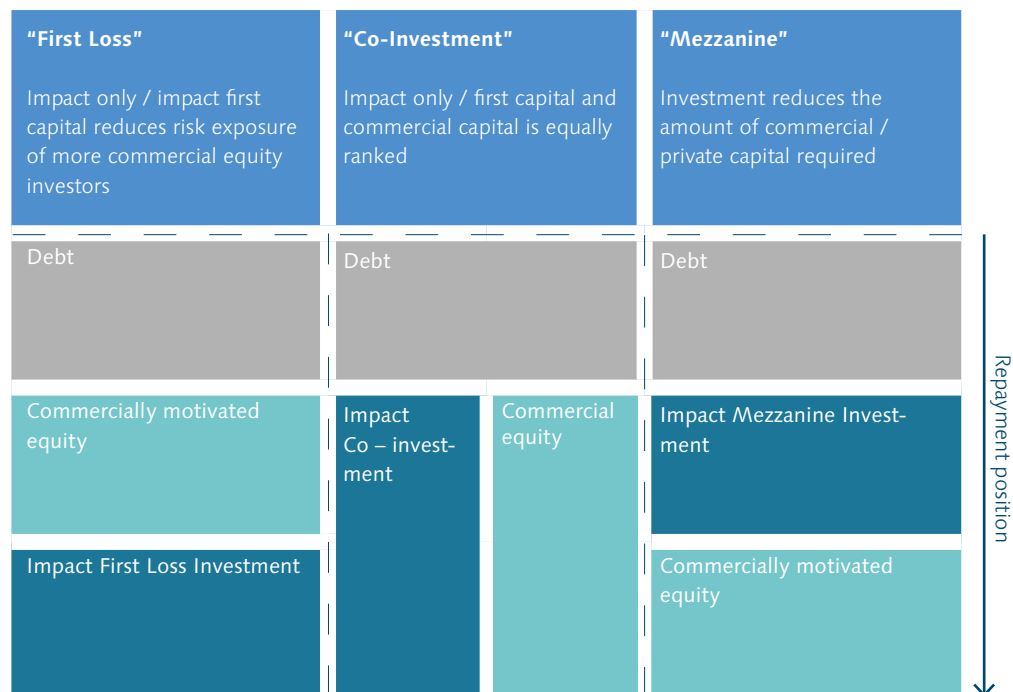 “First Loss”
Impact only / impact first
capital reduces risk exposure
of more commercial equity
investors
“Co-Investment”
Impact only / first capital and
commercial capital is equally
ranked
“Mezzanine”
Investment reduces the
amount of commercial /
private capital required
Debt
Debt
Debt
Commercially motivated
equity
Impact
Co – invest-
ment
Commercial
equity
Impact Mezzanine Invest-
ment
Impact First Loss Investment
Commercially motivated
equity
Repayment position